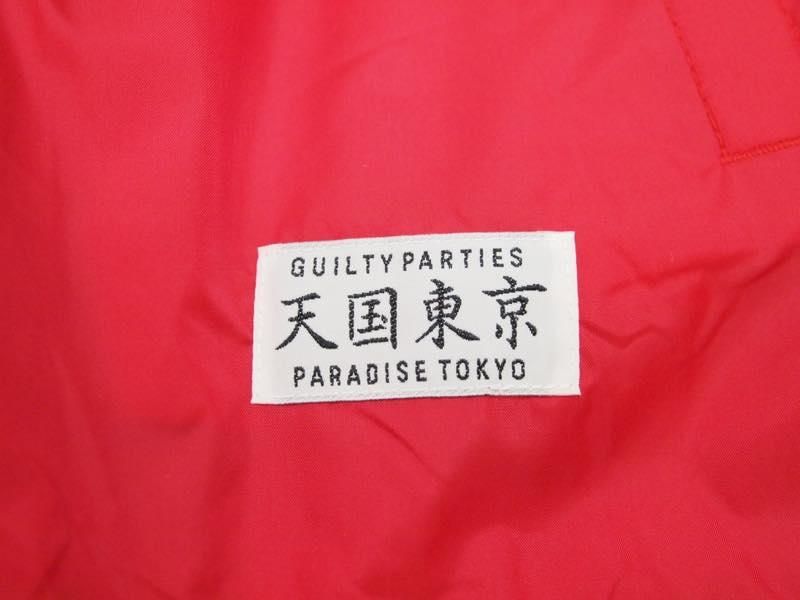 GUILTY PARTIES
天国東京
PARADISE TOKYO